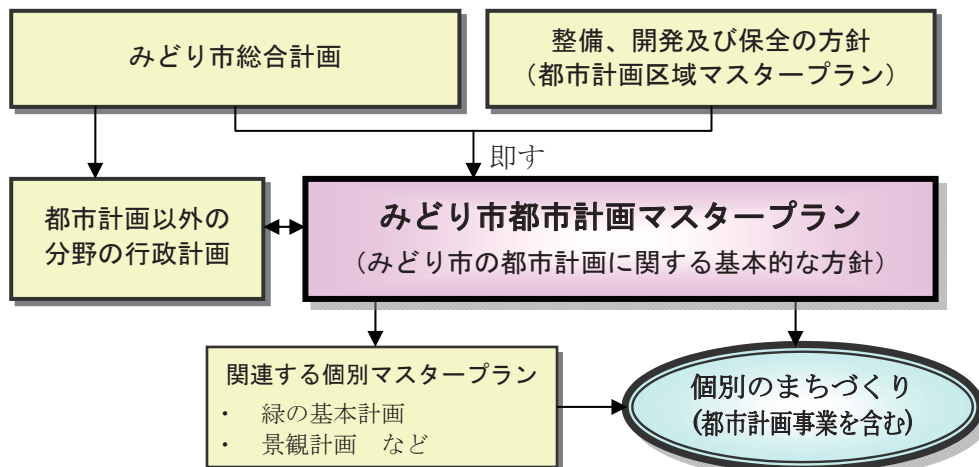 みどり市総合計画
整備、開発及び保全の方針
（都市計画区域マスタープラン）
即す
都市計画以外の
分野の行政計画
みどり市都市計画マスタープラン
（みどり市の都市計画に関する基本的な方針）
関連する個別マスタープラン
・ 緑の基本計画
・ 景観計画　など
個別のまちづくり
(都市計画事業を含む)